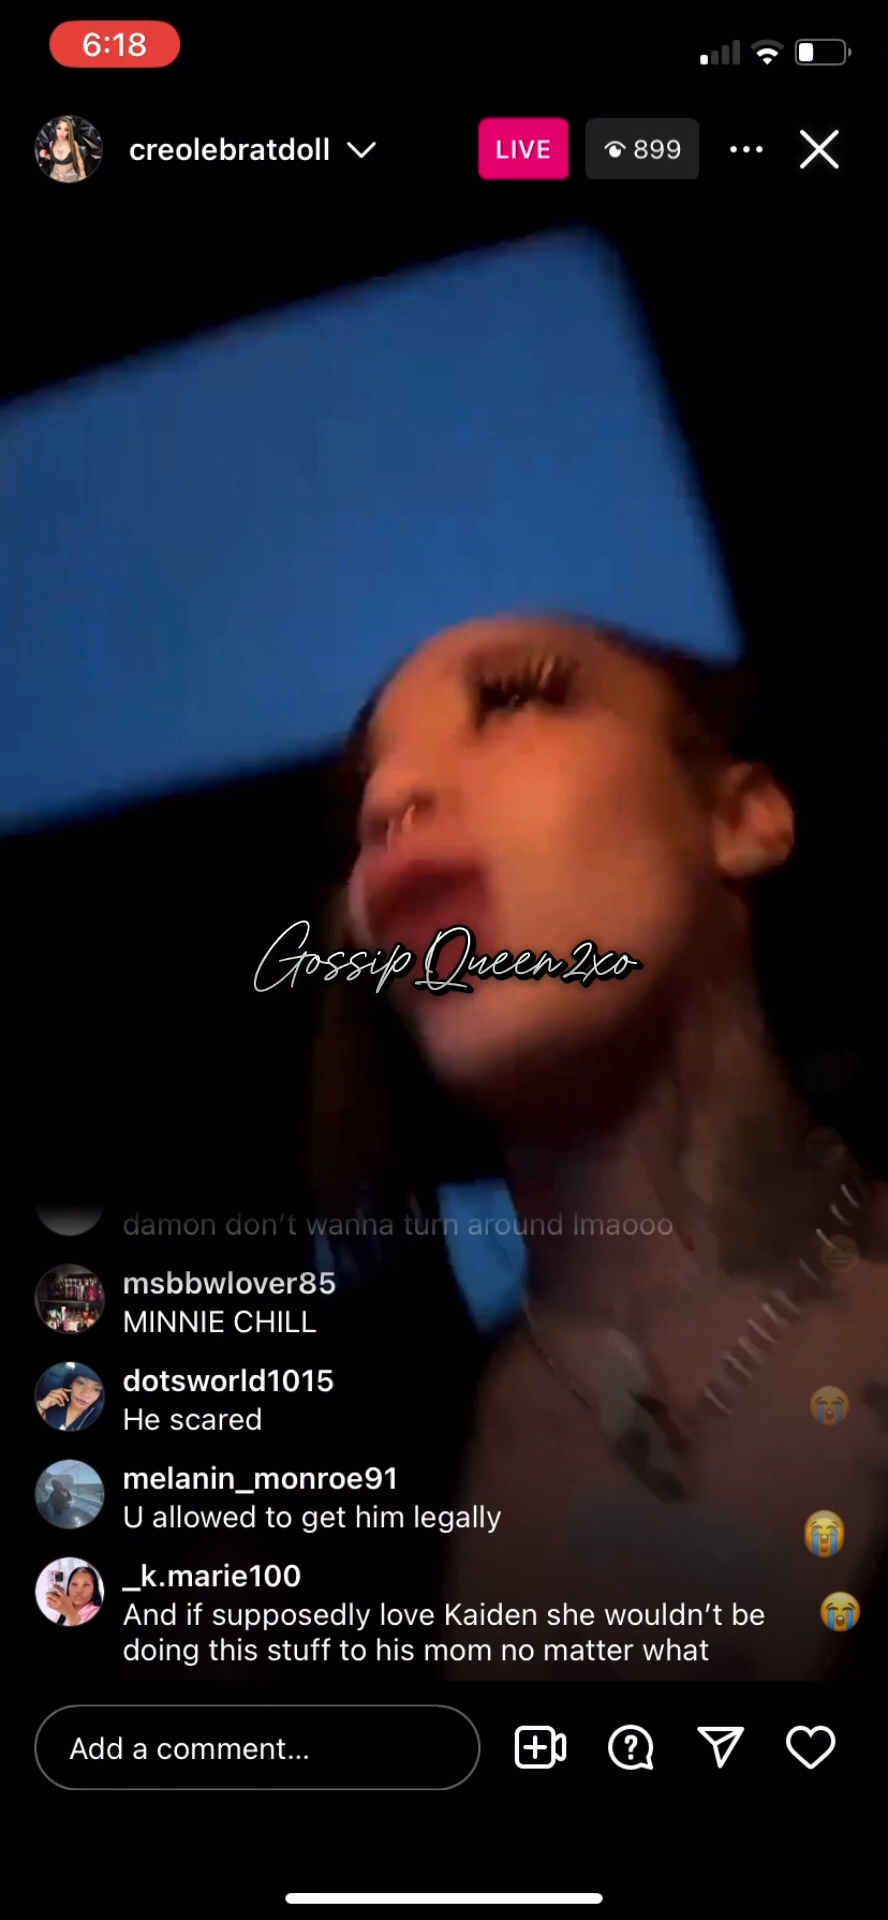 6:18
creolebratdoll
LIVE
899
Gossip Queen 2xo
damon don't wanna turn around lmaooo
msbbwlover85
MINNIE CHILL
dotsworld1015
He scared
melanin_monroe91
U allowed to get him legally
_k.marie100
And if supposedly love Kaiden she wouldn't be
doing this stuff to his mom no matter what
Add a comment...